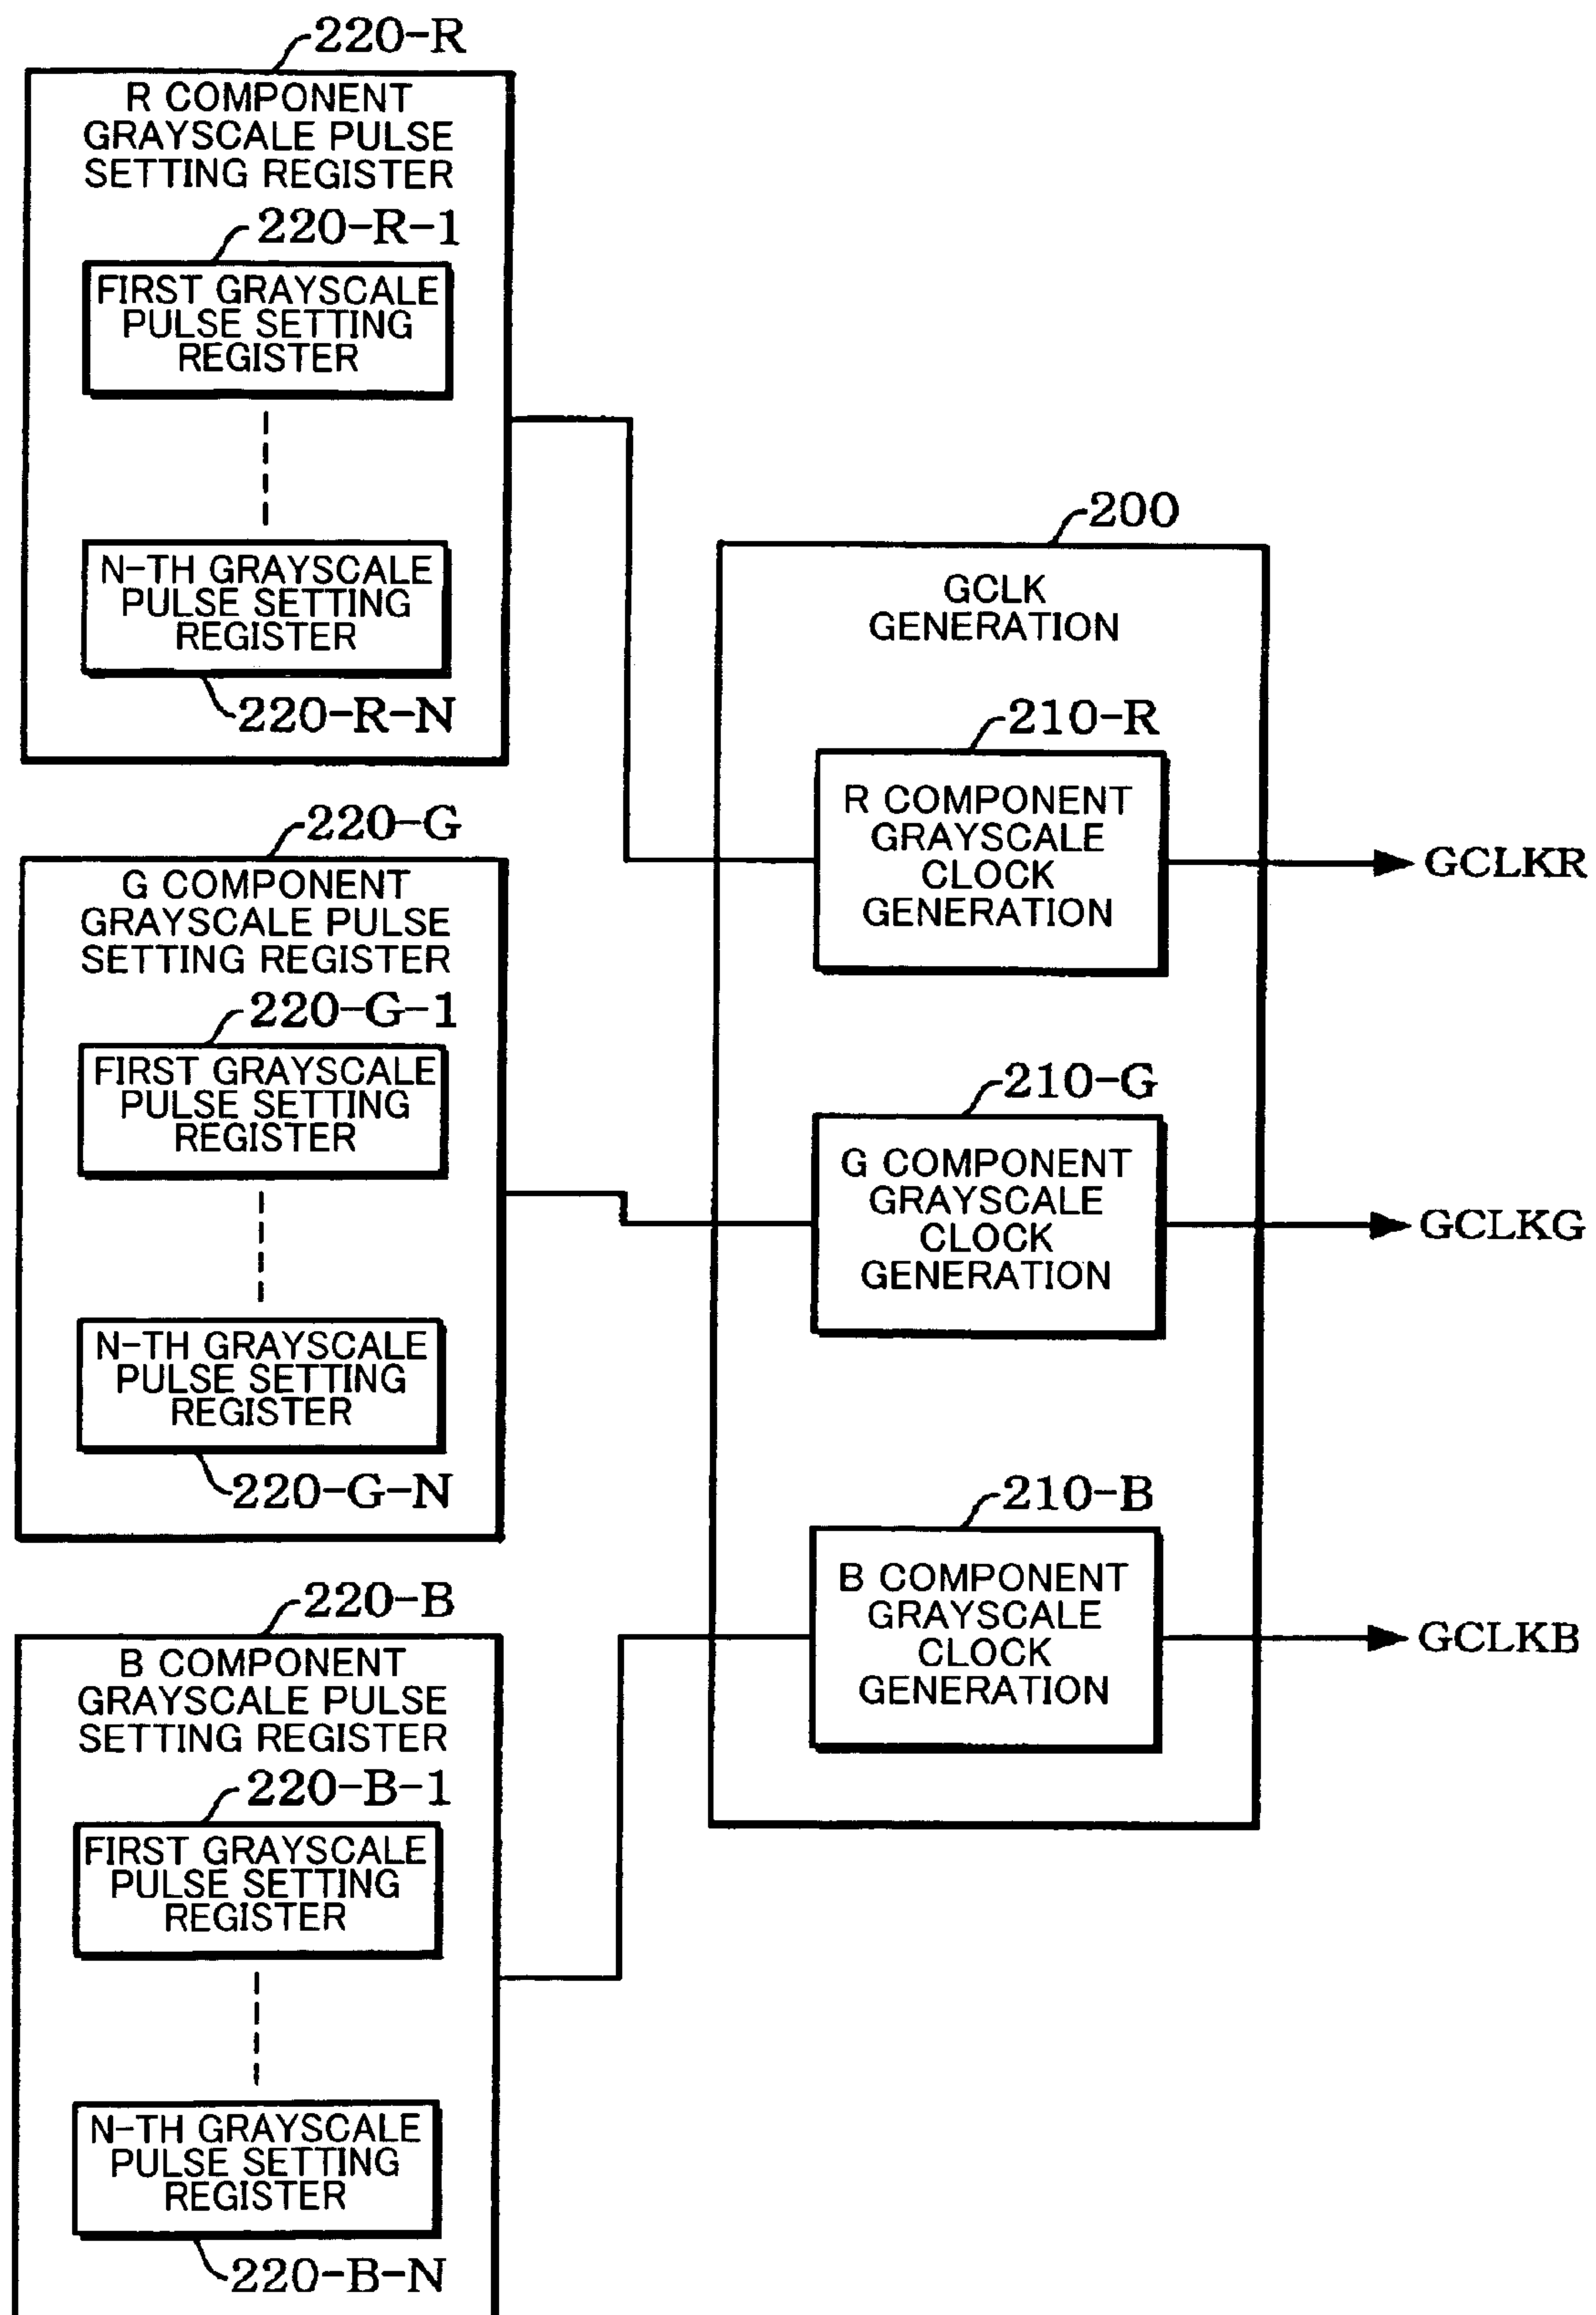 220-R
R COMPONENT
GRAYSCALE PULSE
SETTING REGISTER
220-R-1
FIRST GRAYSCALE
PULSE SETTING
REGISTER
N-TH GRAYSCALE
PULSE SETTING
REGISTER
220-R-N
220-G
G COMPONENT
GRAYSCALE PULSE
SETTING REGISTER
220-G-1
FIRST GRAYSCALE
PULSE SETTING
REGISTER
N-TH GRAYSCALE
PULSE SETTING
REGISTER
220-G-N
220-B
B COMPONENT
GRAYSCALE PULSE
SETTING REGISTER
220-B-1
FIRST GRAYSCALE
PULSE SETTING
REGISTER
N-TH GRAYSCALE
PULSE SETTING
REGISTER
220-B-N
200
GCLK
GENERATION
210-R
R COMPONENT
GRAYSCALE
CLOCK
GENERATION
GCLKR
210-G
G COMPONENT
GRAYSCALE
CLOCK
GENERATION
GCLKG
210-B
B COMPONENT
GRAYSCALE
CLOCK
GENERATION
GCLKB